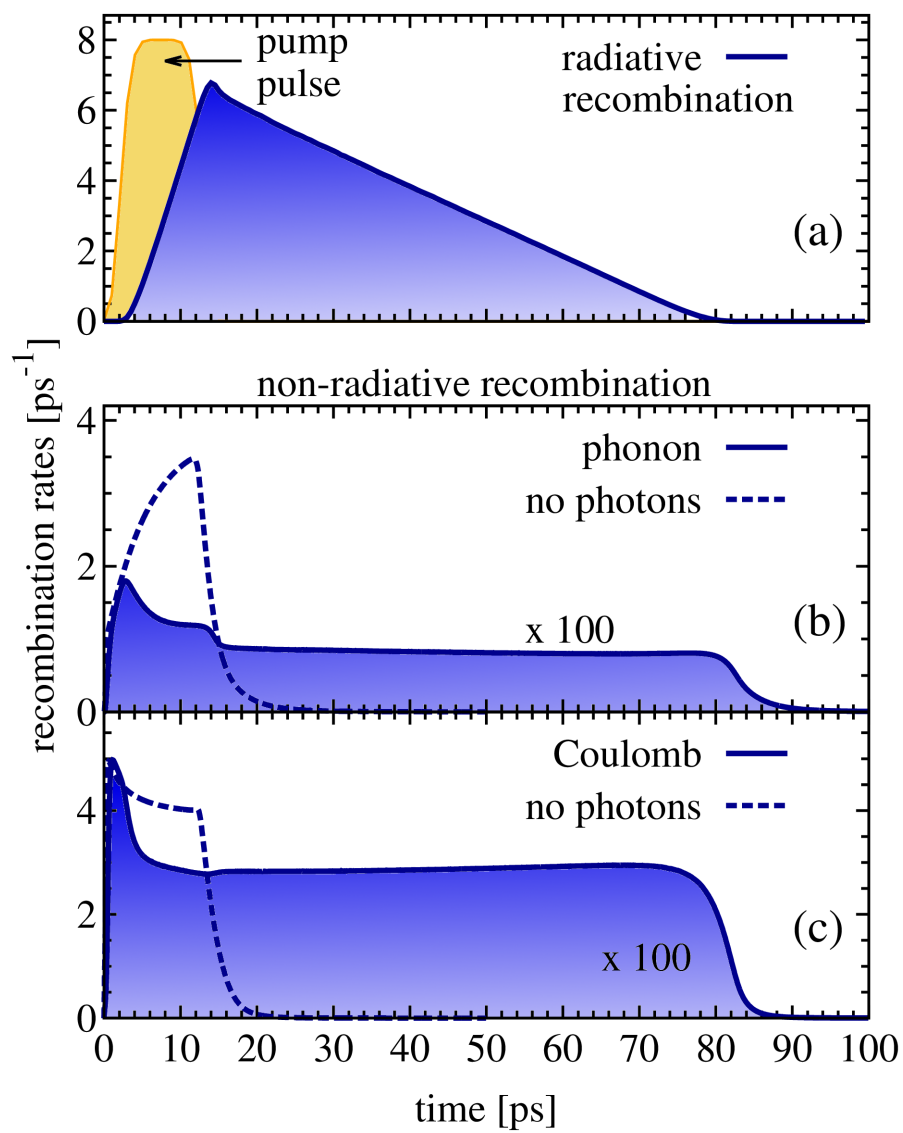 8
6
4
2
0
pump
pulse
radiative
recombination
(a)
recombination rates [ps⁻¹]
non-radiative recombination
4
2
0
phonon
no photons
x 100
(b)
4
2
0
Coulomb
no photons
(c)
x 100
0 10 20 30 40 50 60 70 80 90 100
time [ps]